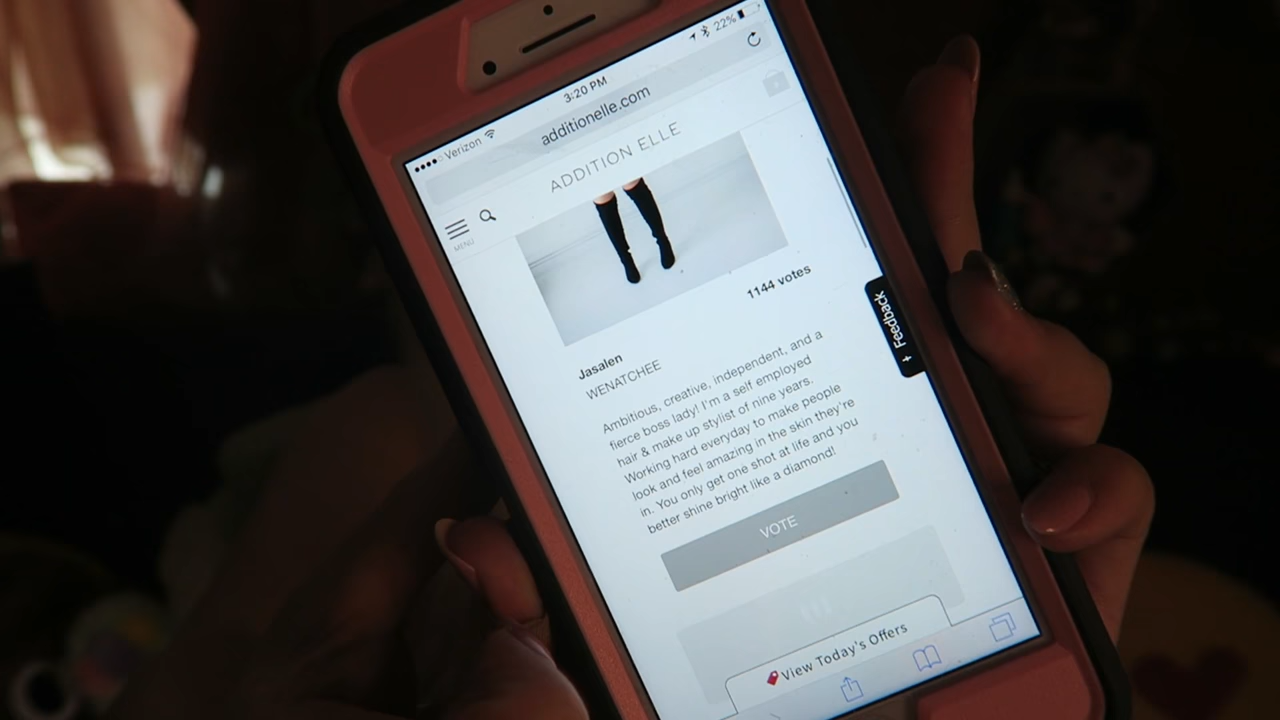 Verizon 3:20 PM 22%
additionelle.com
ADDITION ELLE
MENU
1144 votes
Jasalen
WENATCHEE
Ambitious, creative, independent, and a
fierce boss lady! I'm a self employed
hair & make up stylist of nine years.
Working hard everyday to make people
look and feel amazing in the skin they're
in. You only get one shot at life and you
better shine bright like a diamond!
+ Feedback
VOTE
View Today's Offers